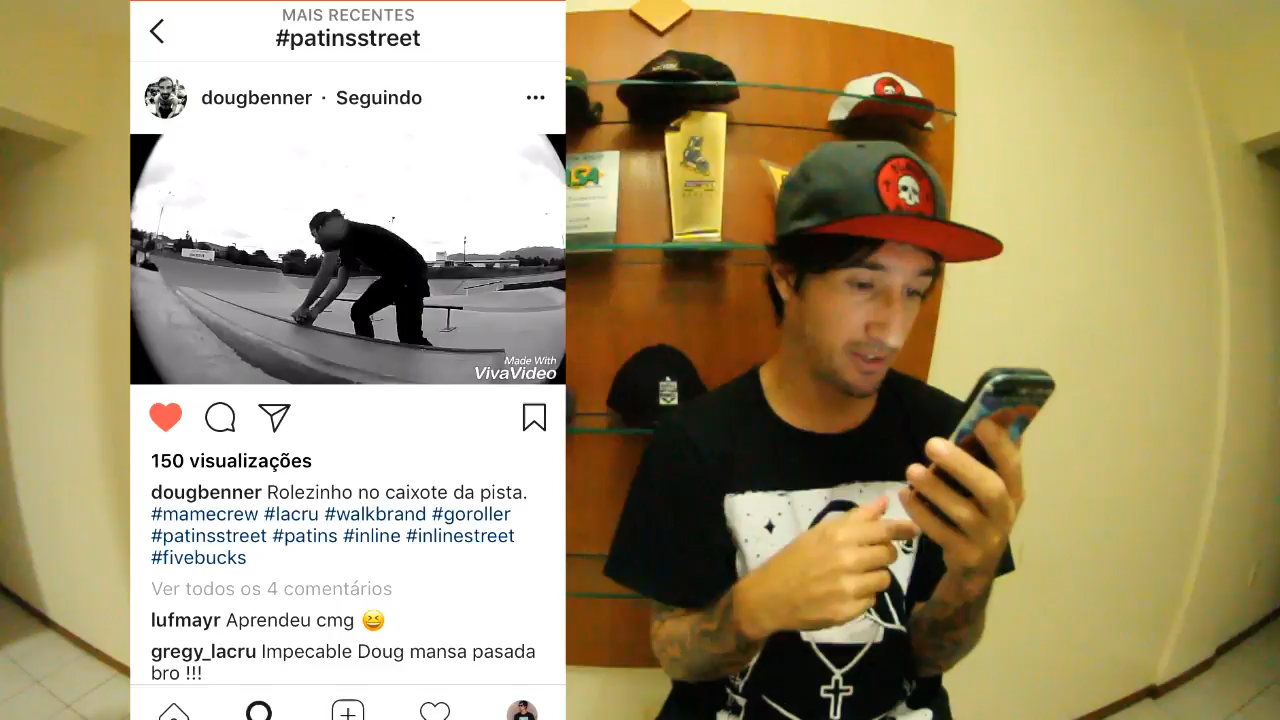 MAIS RECENTES
#patinsstreet
dougbenner · Seguindo
Made With
VivaVideo
150 visualizações
dougbenner Rolezinho no caixote da pista.
#mamecrew #lacru #walkbrand #goroller
#patinsstreet #patins #inline #inlinestreet
#fivebucks
Ver todos os 4 comentários
lufmayr Aprendeu cmg 😆
gregy_lacru Impecable Doug mansa pasada
bro !!!